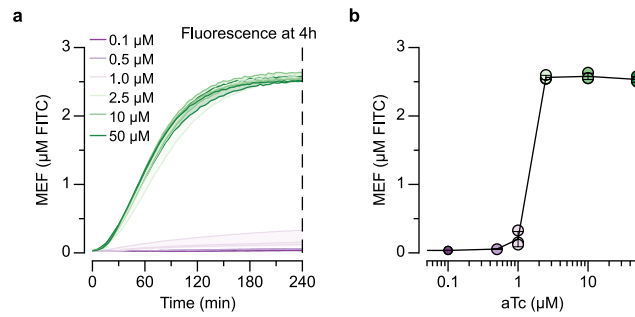 a
Fluorescence at 4h
MEF (µM FITC)
3
2
1
0
0.1 µM
0.5 µM
1.0 µM
2.5 µM
10 µM
50 µM
0
60
120
180
240
Time (min)
b
MEF (µM FITC)
3
2
1
0
0.1
1
10
aTc (µM)